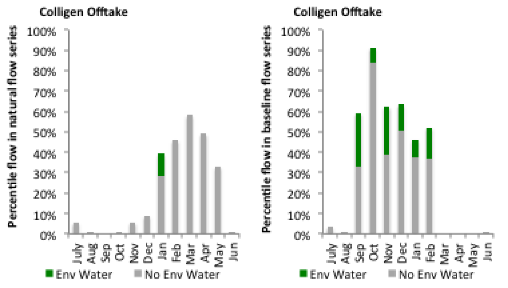 Colligen Offtake
Percentile flow in natural flow series
100%
90%
80%
70%
60%
50%
40%
30%
20%
10%
0%
July
Aug
Sep
Oct
Nov
Dec
Jan
Feb
Mar
Apr
May
Jun
Env Water
No Env Water
Colligen Offtake
Percentile flow in baseline flow series
100%
90%
80%
70%
60%
50%
40%
30%
20%
10%
0%
July
Aug
Sep
Oct
Nov
Dec
Jan
Feb
Mar
Apr
May
Jun
Env Water
No Env Water